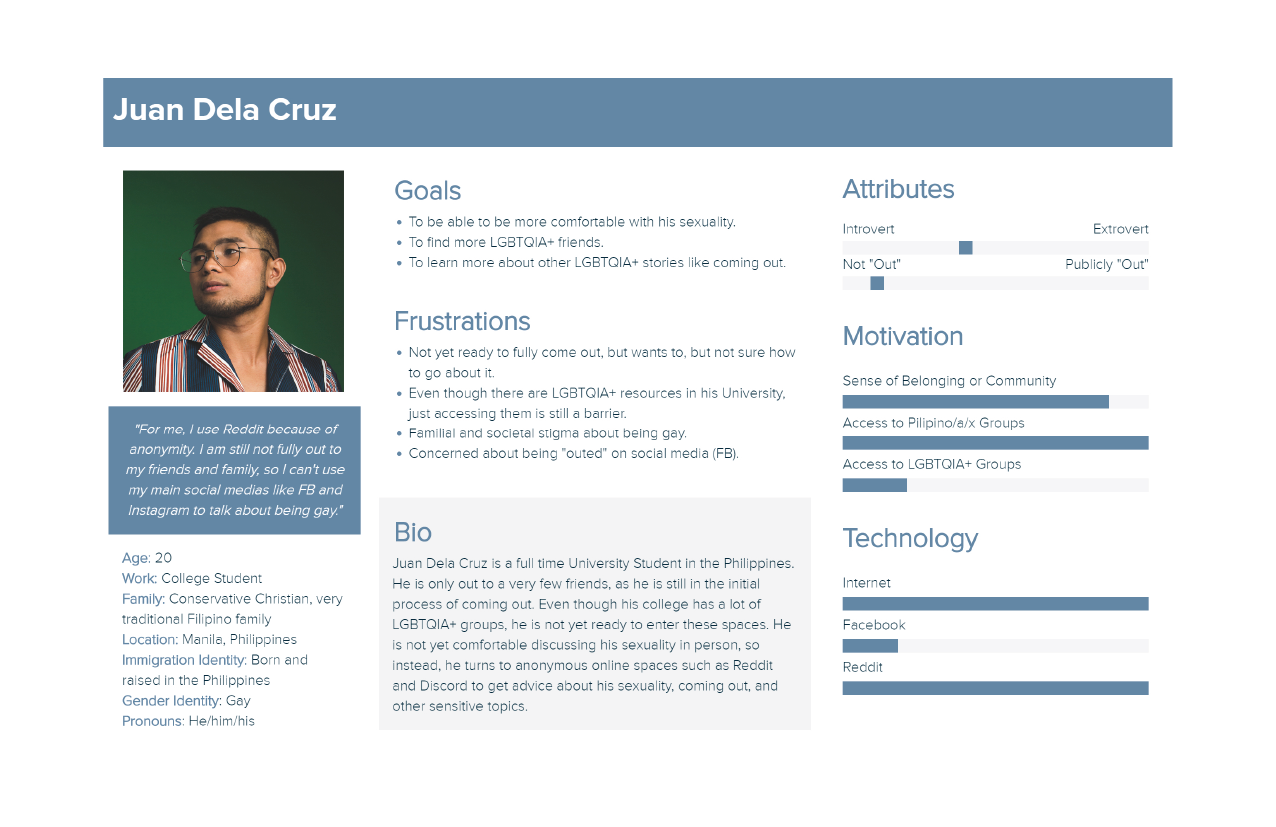 Juan Dela Cruz
"For me, I use Reddit because of
anonymity. I am still not fully out to
my friends and family, so I can't use
my main social medias like FB and
Instagram to talk about being gay."
Age: 20
Work: College Student
Family: Conservative Christian, very
traditional Filipino family
Location: Manila, Philippines
Immigration Identity: Born and
raised in the Philippines
Gender Identity: Gay
Pronouns: He/him/his
Goals
• To be able to be more comfortable with his sexuality.
• To find more LGBTQIA+ friends.
• To learn more about other LGBTQIA+ stories like coming out.
Frustrations
• Not yet ready to fully come out, but wants to, but not sure how
to go about it.
• Even though there are LGBTQIA+ resources in his University,
just accessing them is still a barrier.
• Familial and societal stigma about being gay.
• Concerned about being "outed" on social media (FB).
Bio
Juan Dela Cruz is a full time University Student in the Philippines.
He is only out to a very few friends, as he is still in the initial
process of coming out. Even though his college has a lot of
LGBTQIA+ groups, he is not yet ready to enter these spaces. He
is not yet comfortable discussing his sexuality in person, so
instead, he turns to anonymous online spaces such as Reddit
and Discord to get advice about his sexuality, coming out, and
other sensitive topics.
Attributes
Introvert Extrovert
Not "Out" Publicly "Out"
Motivation
Sense of Belonging or Community
Access to Pilipino/a/x Groups
Access to LGBTQIA+ Groups
Technology
Internet
Facebook
Reddit